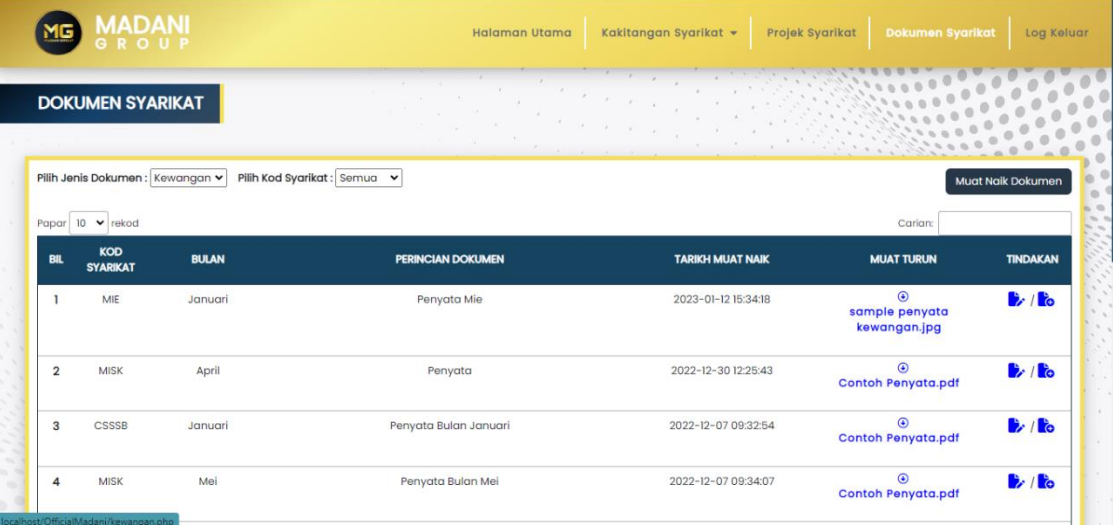 MG MADANI GROUP
Halaman Utama Kakitangan Syarikat Projek Syarikat Dokumen Syarikat Log Keluar
DOKUMEN SYARIKAT
Pilih Jenis Dokumen : Kewangan Pilih Kod Syarikat : Semua Muat Naik Dokumen
Papar 10 rekod Carian:
BIL KOD SYARIKAT BULAN PERINCIAN DOKUMEN TARIKH MUAT NAIK MUAT TURUN TINDAKAN
1 MIE Januari Penyata Mie 2023-01-12 15:34:18 sample penyata kewangan.jpg /
2 MISK April Penyata 2022-12-30 12:25:43 Contoh Penyata.pdf /
3 CSSSB Januari Penyata Bulan Januari 2022-12-07 09:32:54 Contoh Penyata.pdf /
4 MISK Mei Penyata Bulan Mei 2022-12-07 09:34:07 Contoh Penyata.pdf /
localhost/OfficialMadani/kewangan.php